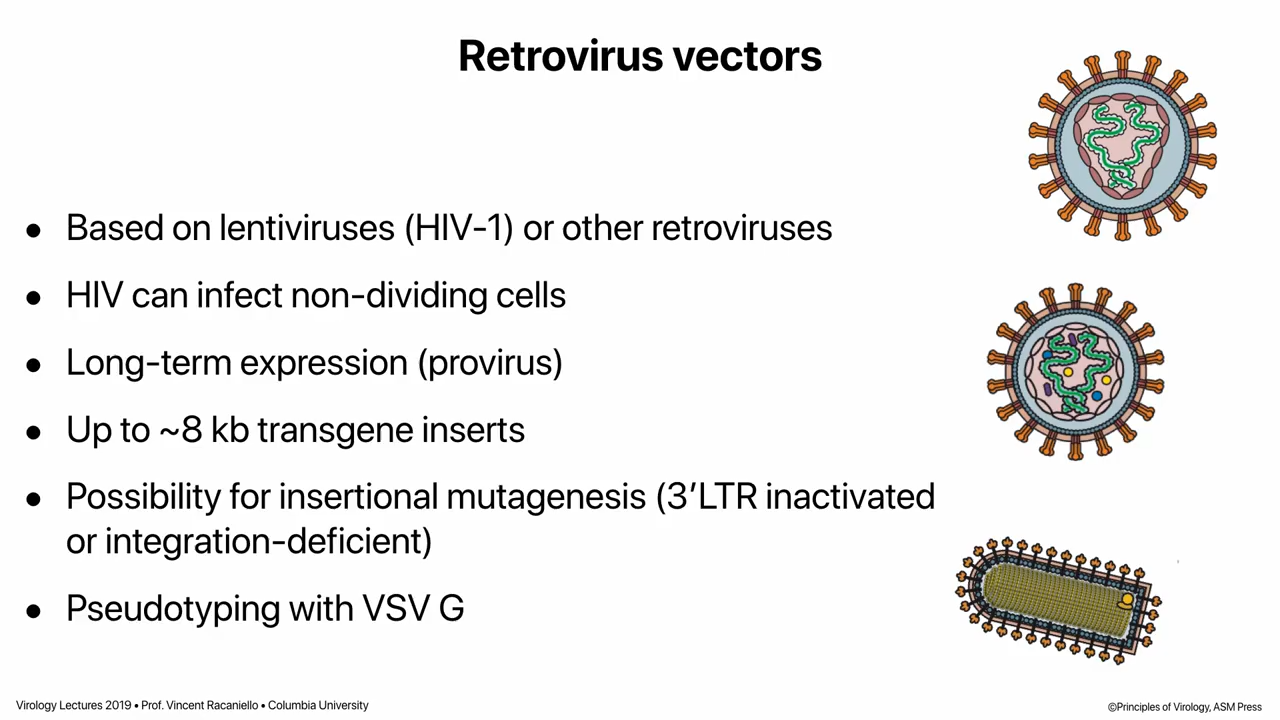 Retrovirus vectors
• Based on lentiviruses (HIV-1) or other retroviruses
• HIV can infect non-dividing cells
• Long-term expression (provirus)
• Up to ~8 kb transgene inserts
• Possibility for insertional mutagenesis (3′LTR inactivated
or integration-deficient)
• Pseudotyping with VSV G
Virology Lectures 2019 • Prof. Vincent Racaniello • Columbia University
©Principles of Virology, ASM Press